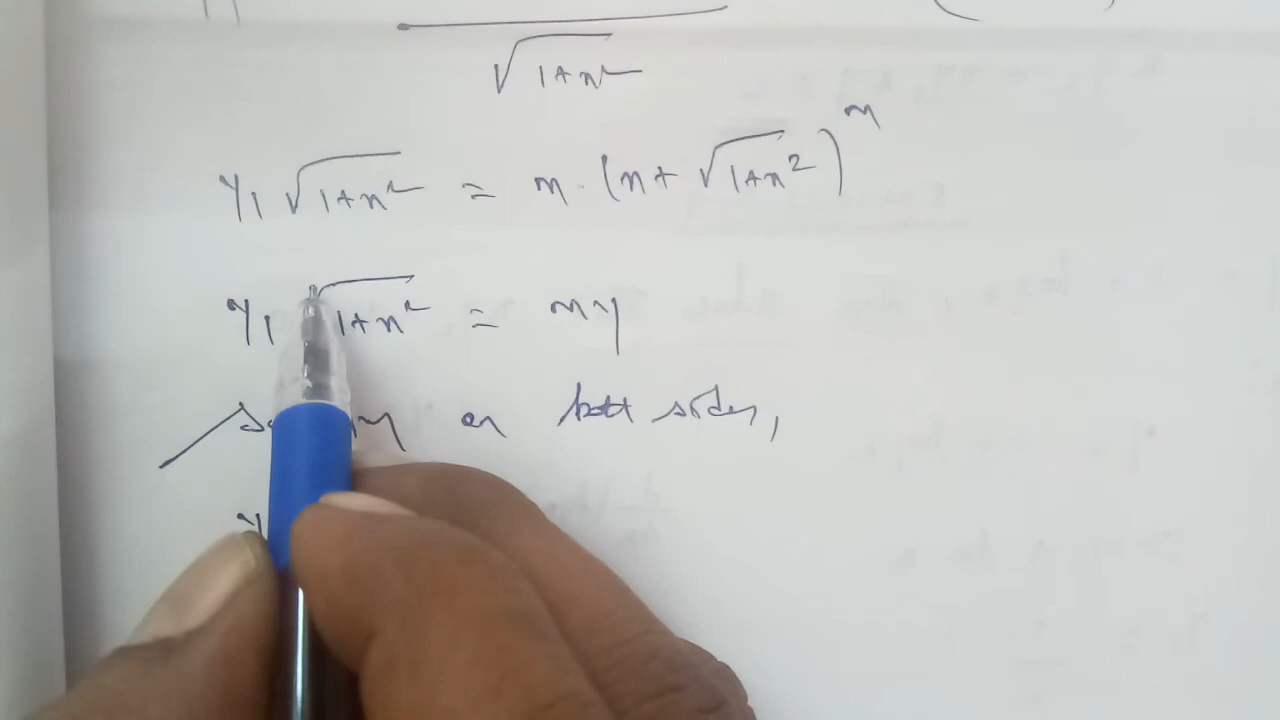 √1+x²
y₁ √1+x² = m · (x + √1+x²)^m
y₁ √1+x² = my
on both sides,
y